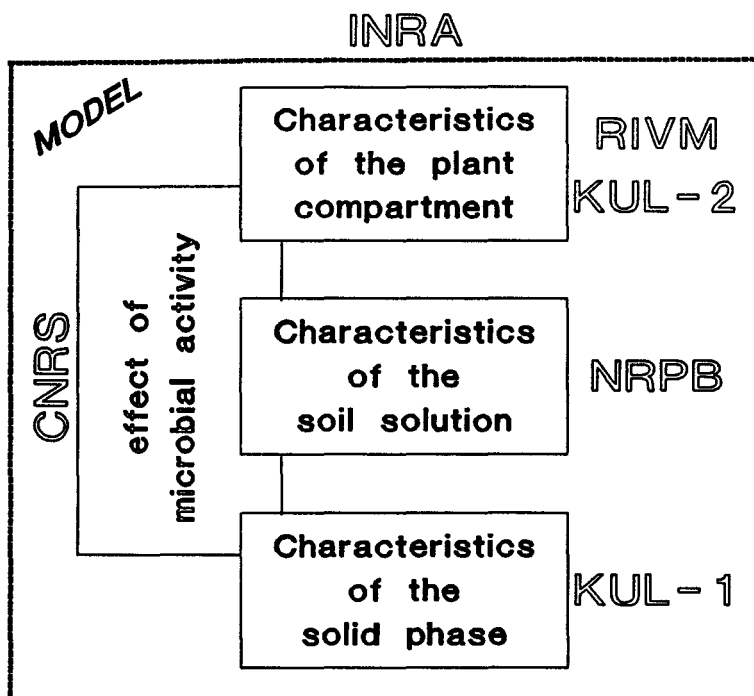 INRA
MODEL
Characteristics
of the plant
compartment
RIVM
KUL-2
CNRS
effect of
microbial activity
Characteristics
of the
soil solution
NRPB
Characteristics
of the
solid phase
KUL-1